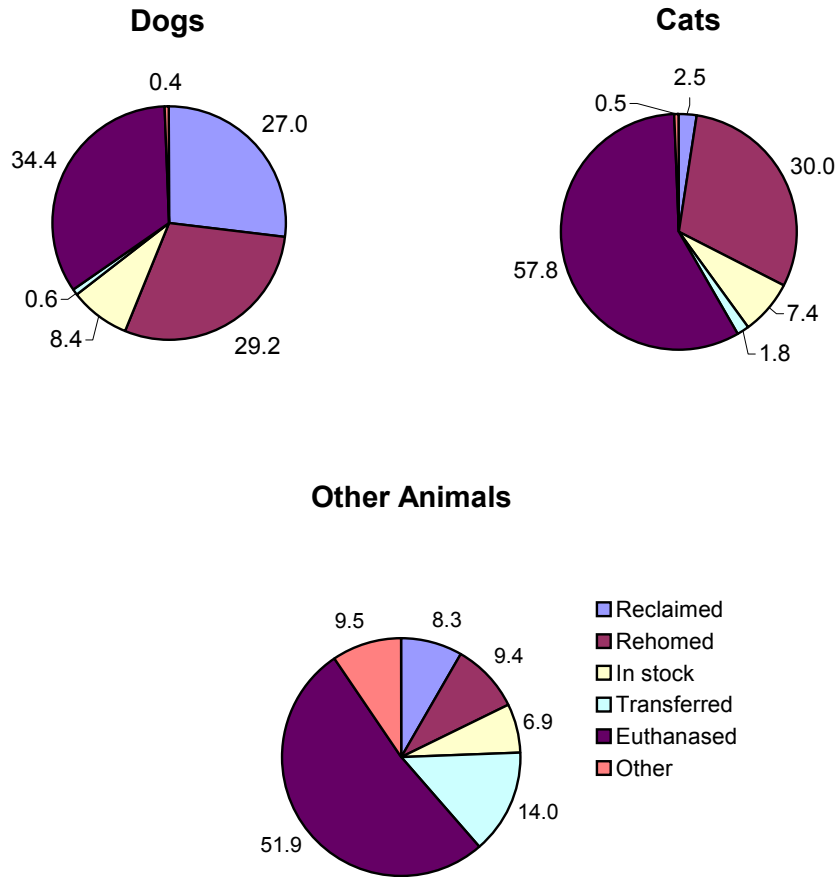 Dogs
0.4
27.0
34.4
0.6
8.4
29.2
Cats
2.5
0.5
30.0
57.8
7.4
1.8
Other Animals
9.5
8.3
9.4
6.9
14.0
51.9
Reclaimed
Rehomed
In stock
Transferred
Euthanased
Other